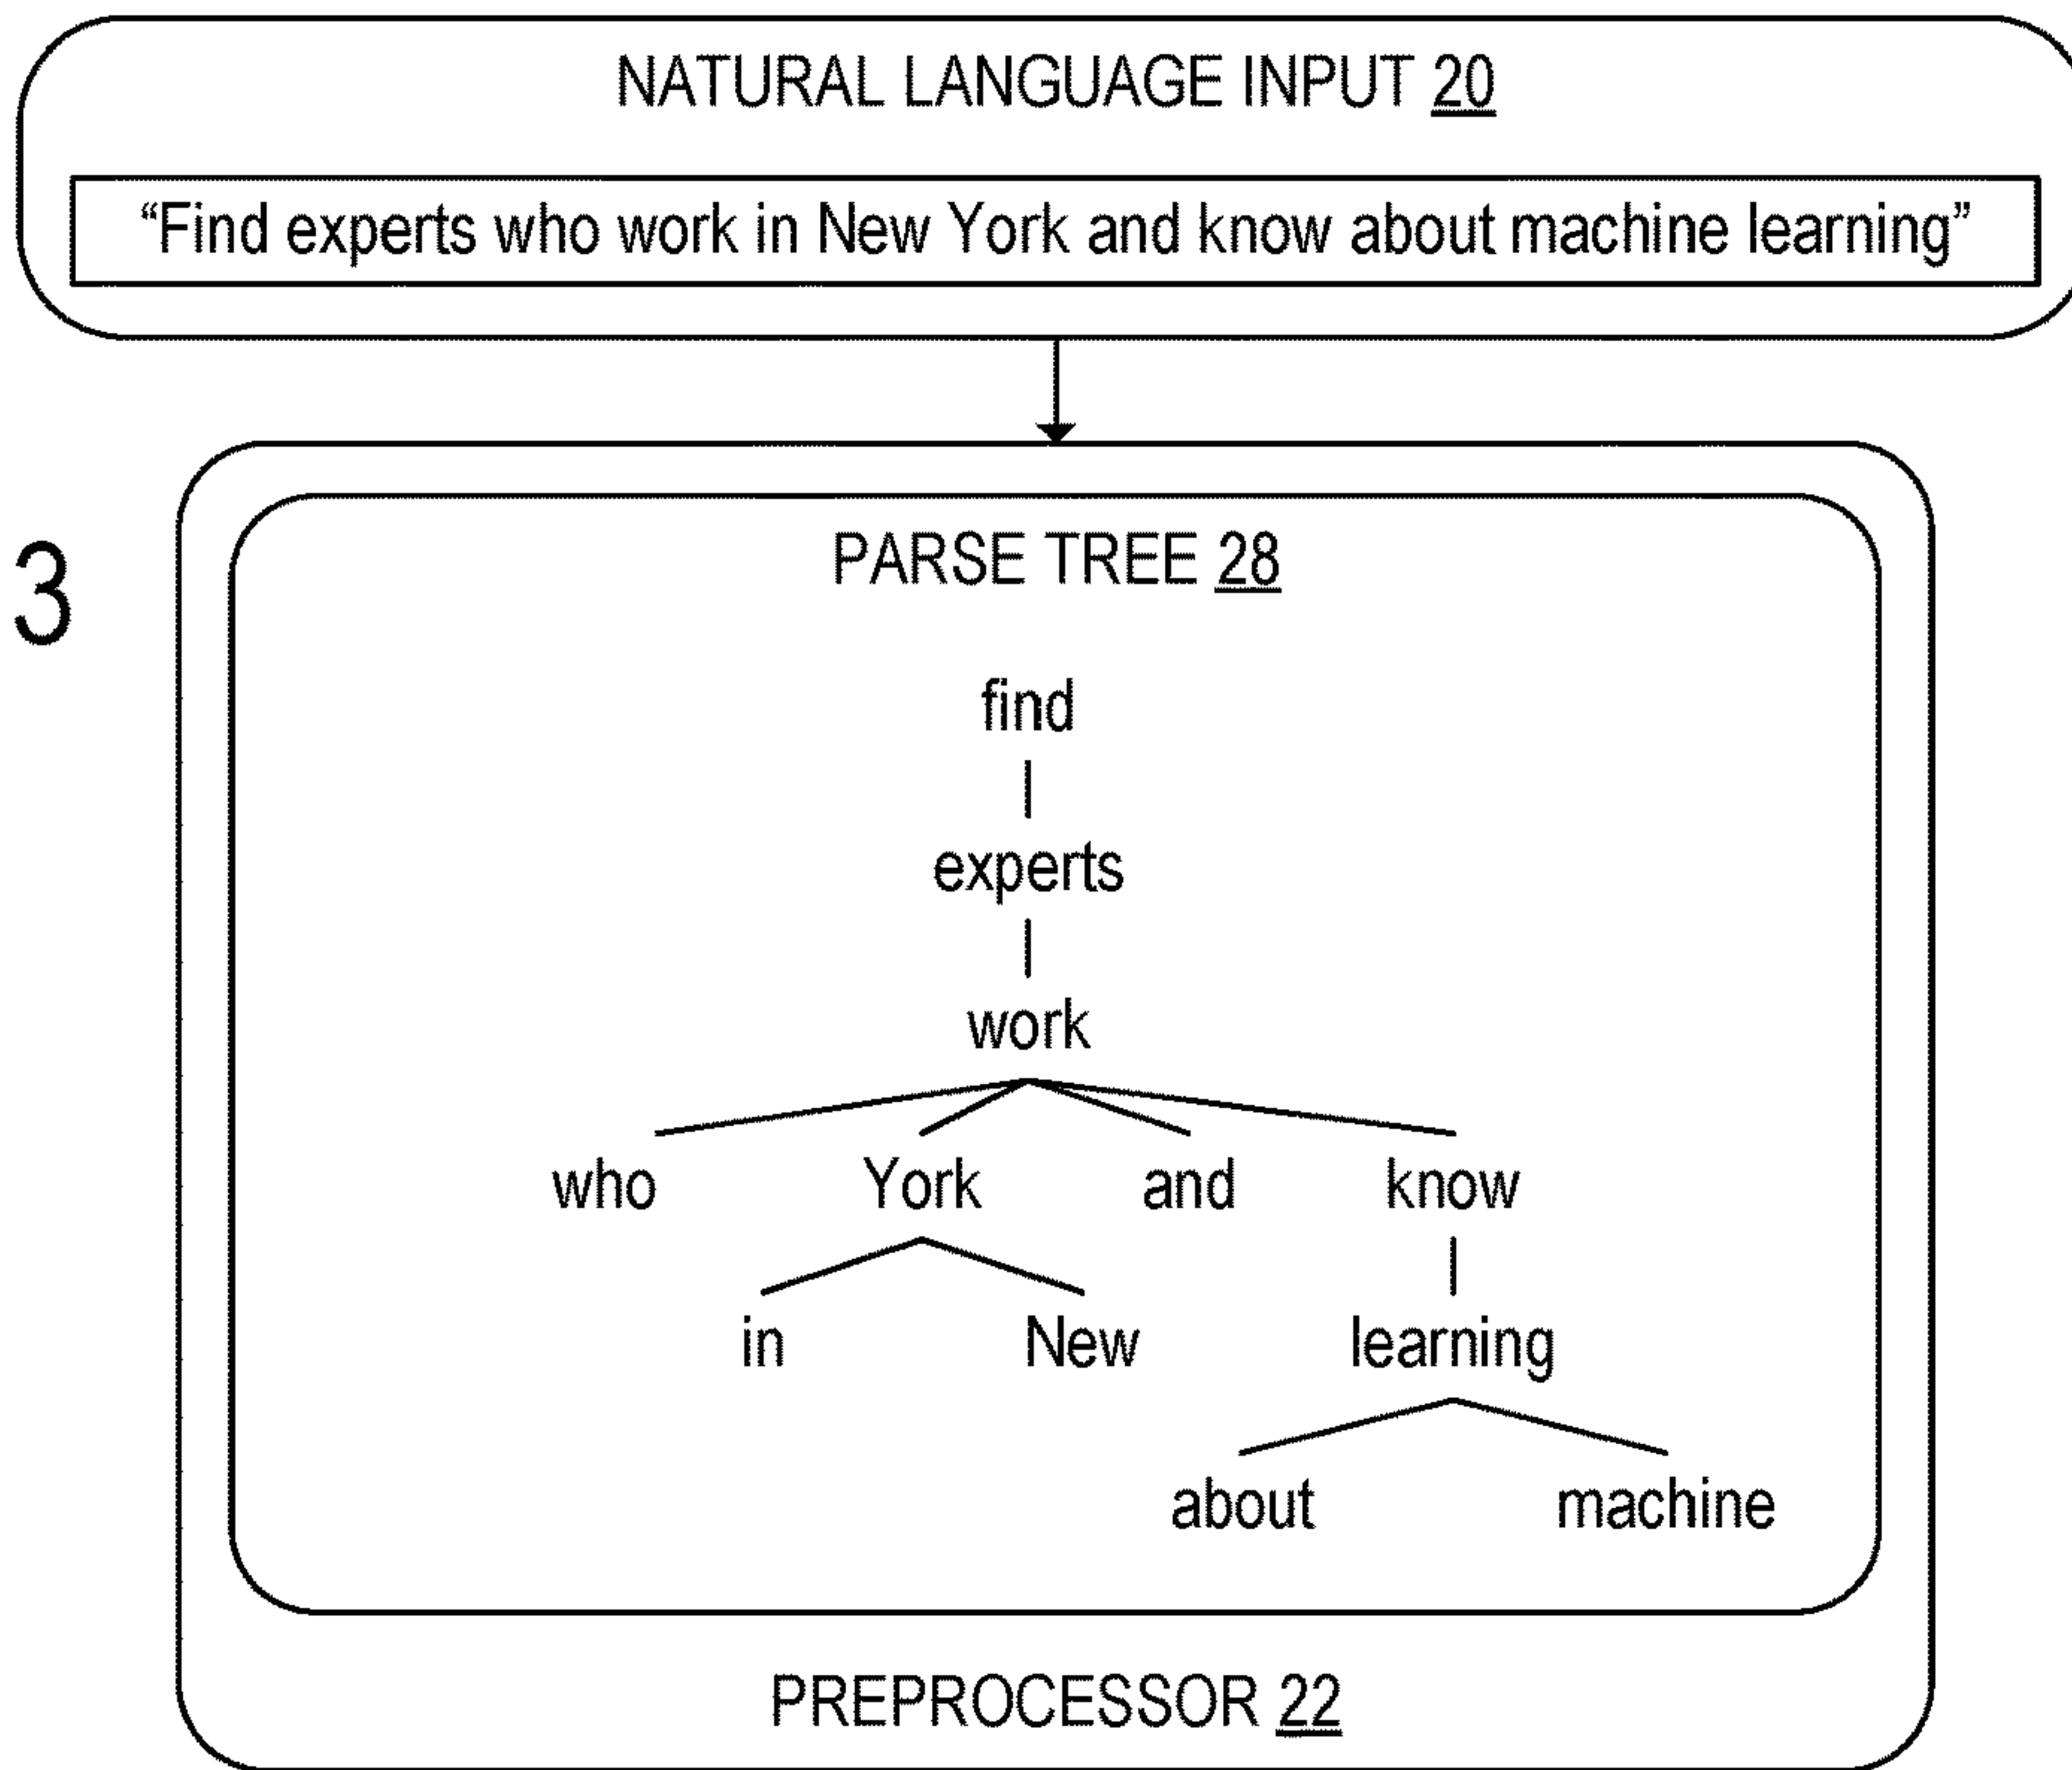 NATURAL LANGUAGE INPUT 20
“Find experts who work in New York and know about machine learning”
3
PARSE TREE 28
find
experts
work
who York and know
in New learning
about machine
PREPROCESSOR 22